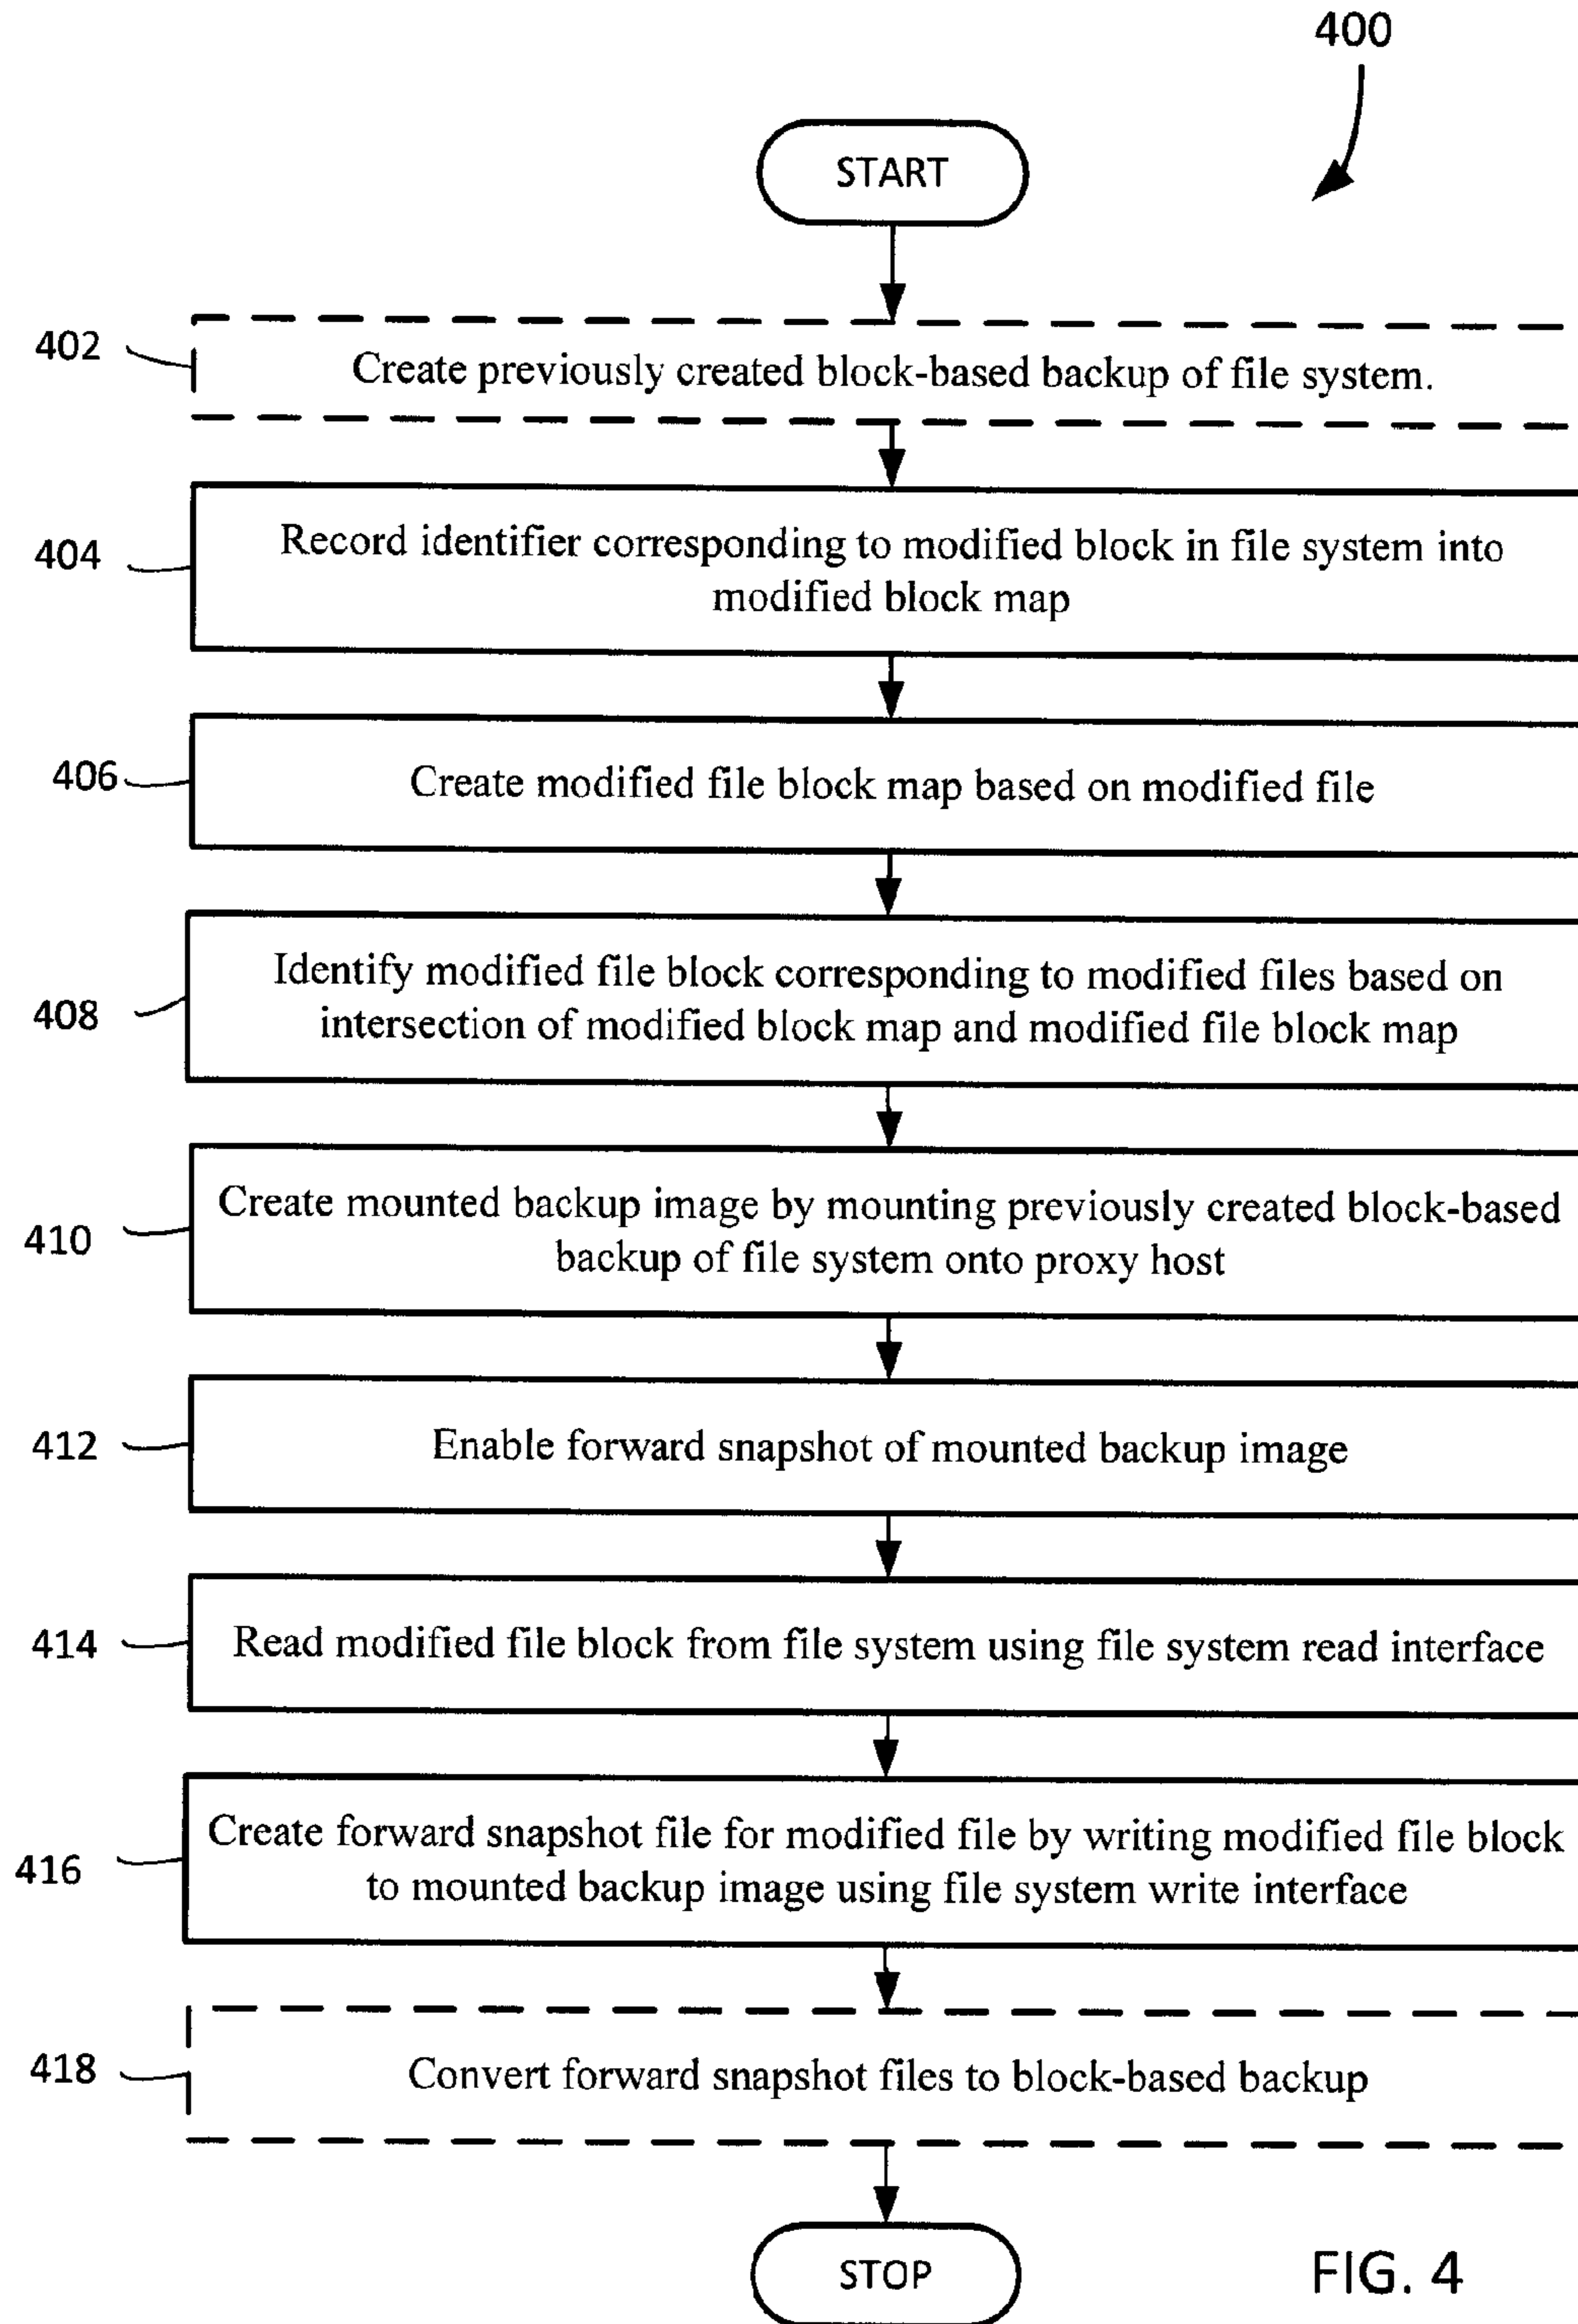 400
START
402
Create previously created block-based backup of file system.
404
Record identifier corresponding to modified block in file system into
modified block map
406
Create modified file block map based on modified file
408
Identify modified file block corresponding to modified files based on
intersection of modified block map and modified file block map
410
Create mounted backup image by mounting previously created block-based
backup of file system onto proxy host
412
Enable forward snapshot of mounted backup image
414
Read modified file block from file system using file system read interface
416
Create forward snapshot file for modified file by writing modified file block
to mounted backup image using file system write interface
418
Convert forward snapshot files to block-based backup
STOP
FIG. 4